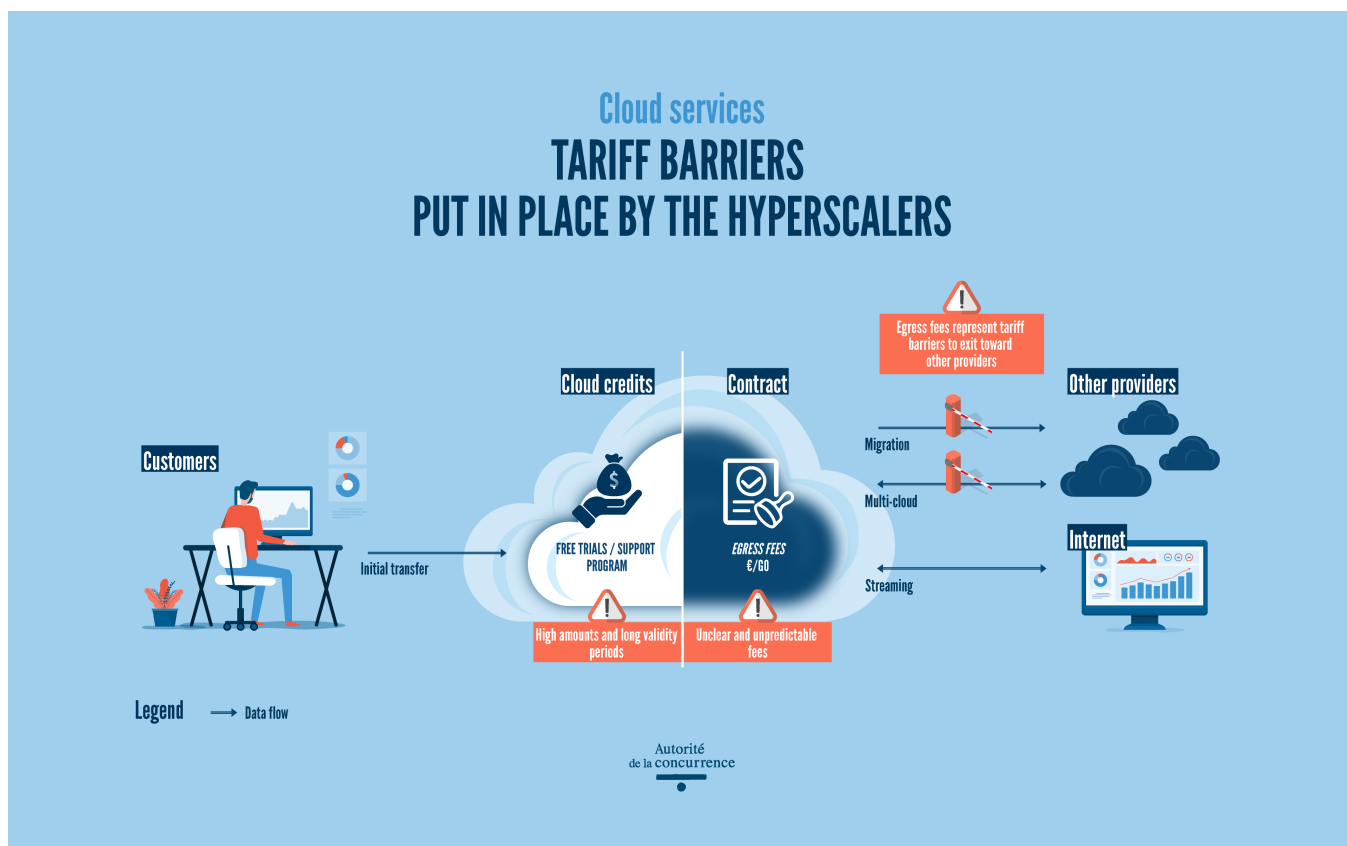 Cloud services
TARIFF BARRIERS
PUT IN PLACE BY THE HYPERSCALERS
Egress fees represent tariff
barriers to exit toward
other providers
Cloud credits
Contract
Other providers
Customers
Migration
Multi-cloud
Internet
FREE TRIALS / SUPPORT
PROGRAM
EGRESS FEES
€/GO
Initial transfer
Streaming
High amounts and long validity
periods
Unclear and unpredictable
fees
Legend
Data flow
Autorité
de la concurrence